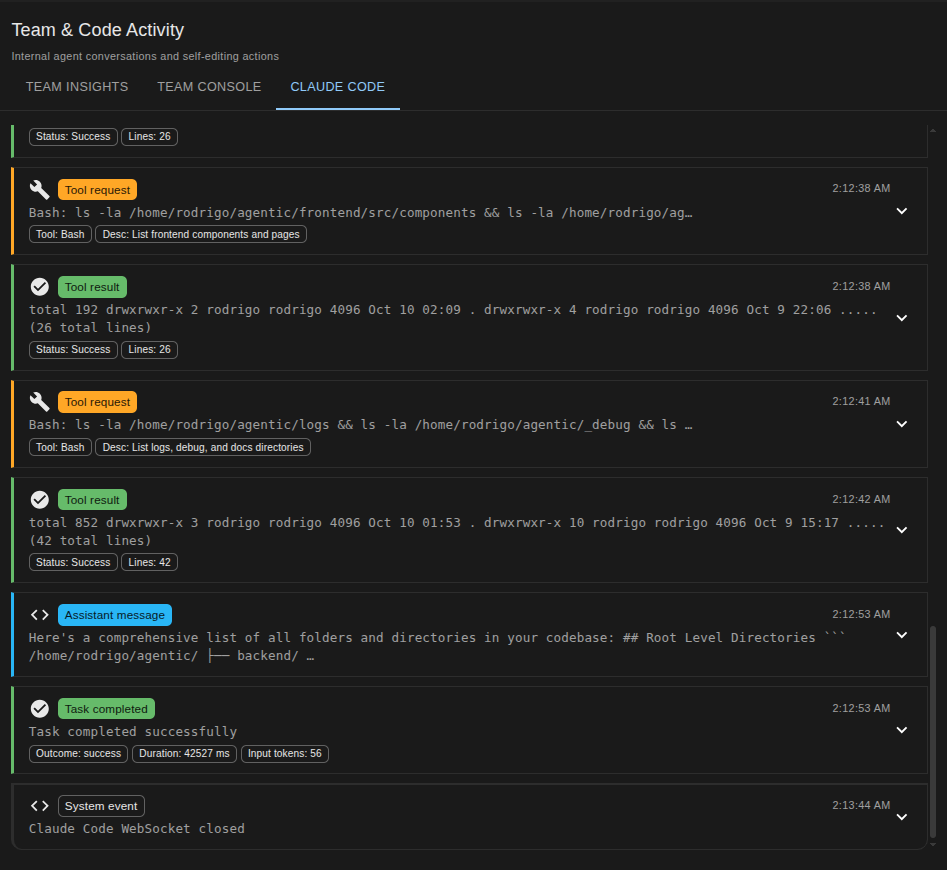 Team & Code Activity
Internal agent conversations and self-editing actions
TEAM INSIGHTS TEAM CONSOLE CLAUDE CODE
Status: Success Lines: 26
Tool request 2:12:38 AM
Bash: ls -la /home/rodrigo/agentic/frontend/src/components && ls -la /home/rodrigo/ag…
Tool: Bash Desc: List frontend components and pages
Tool result 2:12:38 AM
total 192 drwxrwxr-x 2 rodrigo rodrigo 4096 Oct 10 02:09 . drwxrwxr-x 4 rodrigo rodrigo 4096 Oct 9 22:06 .....
(26 total lines)
Status: Success Lines: 26
Tool request 2:12:41 AM
Bash: ls -la /home/rodrigo/agentic/logs && ls -la /home/rodrigo/agentic/_debug && ls …
Tool: Bash Desc: List logs, debug, and docs directories
Tool result 2:12:42 AM
total 852 drwxrwxr-x 3 rodrigo rodrigo 4096 Oct 10 01:53 . drwxrwxr-x 10 rodrigo rodrigo 4096 Oct 9 15:17 .....
(42 total lines)
Status: Success Lines: 42
Assistant message 2:12:53 AM
Here's a comprehensive list of all folders and directories in your codebase: ## Root Level Directories ```
/home/rodrigo/agentic/ ├── backend/ …
Task completed 2:12:53 AM
Task completed successfully
Outcome: success Duration: 42527 ms Input tokens: 56
System event 2:13:44 AM
Claude Code WebSocket closed